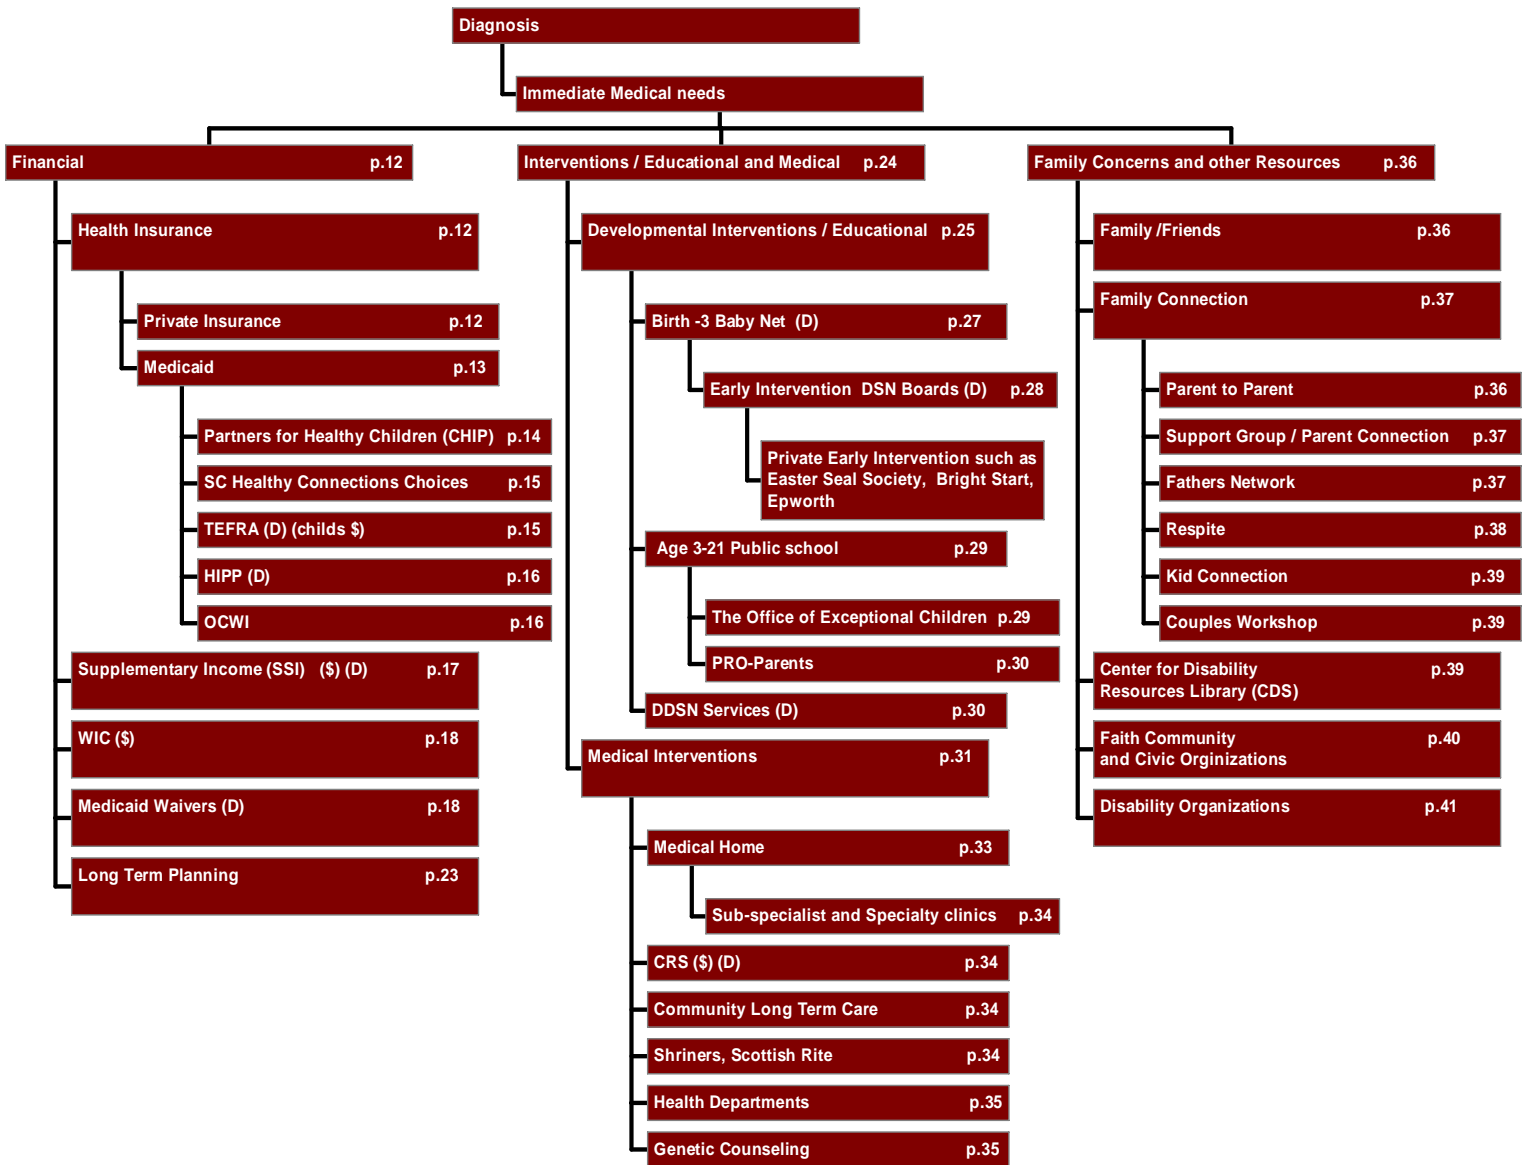 Diagnosis
Immediate Medical needs
Financial p.12
Health Insurance p.12
Private Insurance p.12
Medicaid p.13
Partners for Healthy Children (CHIP) p.14
SC Healthy Connections Choices p.15
TEFRA (D) (childs $) p.15
HIPP (D) p.16
OCWI p.16
Supplementary Income (SSI) ($) (D) p.17
WIC ($) p.18
Medicaid Waivers (D) p.18
Long Term Planning p.23
Interventions / Educational and Medical p.24
Developmental Interventions / Educational p.25
Birth -3 Baby Net (D) p.27
Early Intervention DSN Boards (D) p.28
Private Early Intervention such as
Easter Seal Society, Bright Start,
Epworth
Age 3-21 Public school p.29
The Office of Exceptional Children p.29
PRO-Parents p.30
DDSN Services (D) p.30
Medical Interventions p.31
Medical Home p.33
Sub-specialist and Specialty clinics p.34
CRS ($) (D) p.34
Community Long Term Care p.34
Shriners, Scottish Rite p.34
Health Departments p.35
Genetic Counseling p.35
Family Concerns and other Resources p.36
Family /Friends p.36
Family Connection p.37
Parent to Parent p.36
Support Group / Parent Connection p.37
Fathers Network p.37
Respite p.38
Kid Connection p.39
Couples Workshop p.39
Center for Disability p.39
Resources Library (CDS)
Faith Community p.40
and Civic Orginizations
Disability Organizations p.41